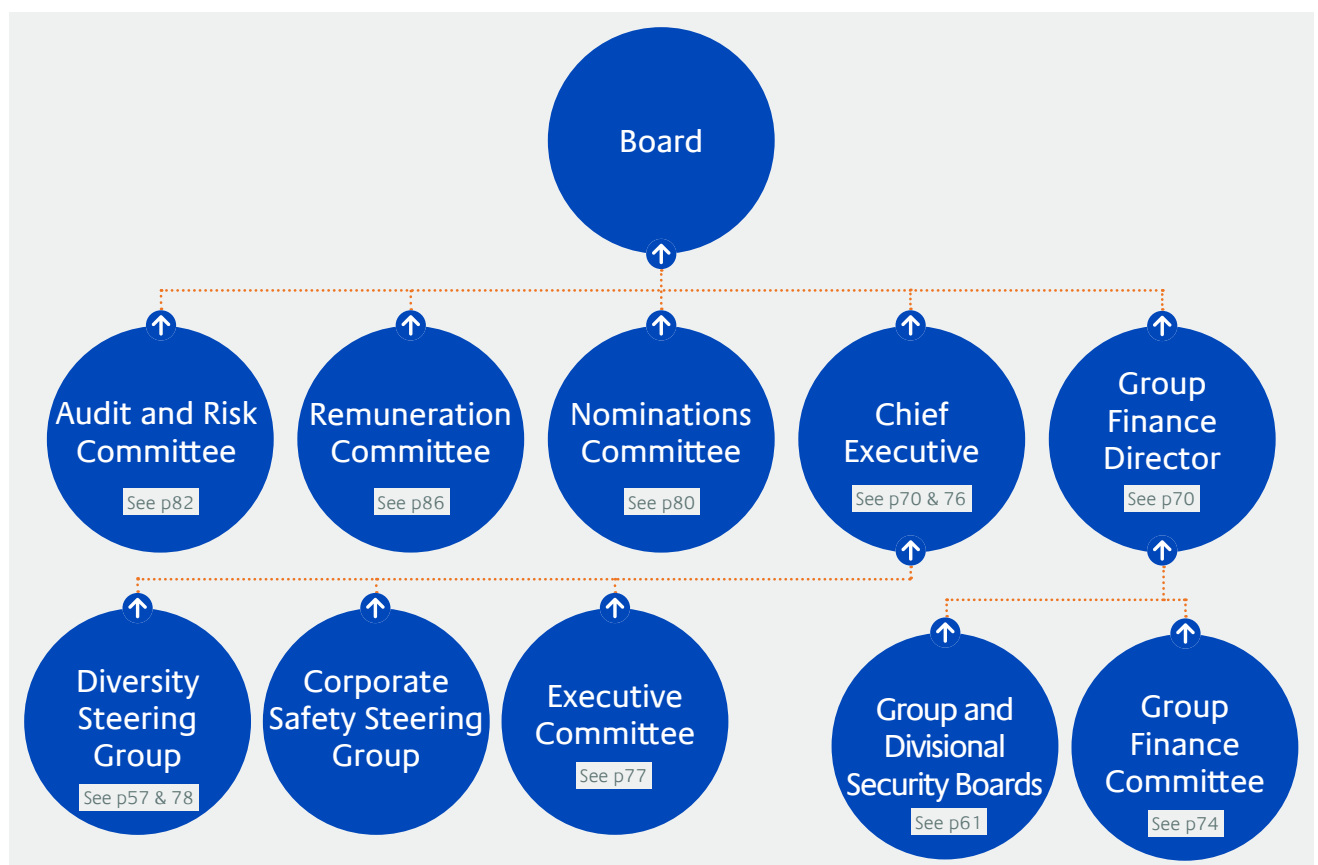 Board
Audit and Risk
Committee
See p82
Remuneration
Committee
See p86
Nominations
Committee
See p80
Chief
Executive
See p70 & 76
Group
Finance
Director
See p70
Diversity
Steering
Group
See p57 & 78
Corporate
Safety Steering
Group
Executive
Committee
See p77
Group and
Divisional
Security Boards
See p61
Group
Finance
Committee
See p74